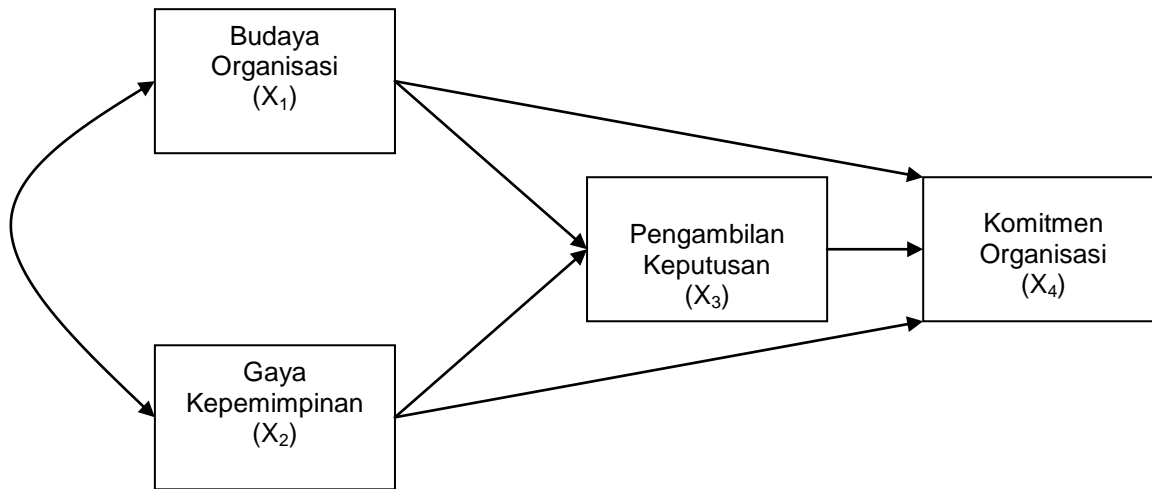 Budaya
Organisasi
(X₁)
Pengambilan
Keputusan
(X₃)
Komitmen
Organisasi
(X₄)
Gaya
Kepemimpinan
(X₂)